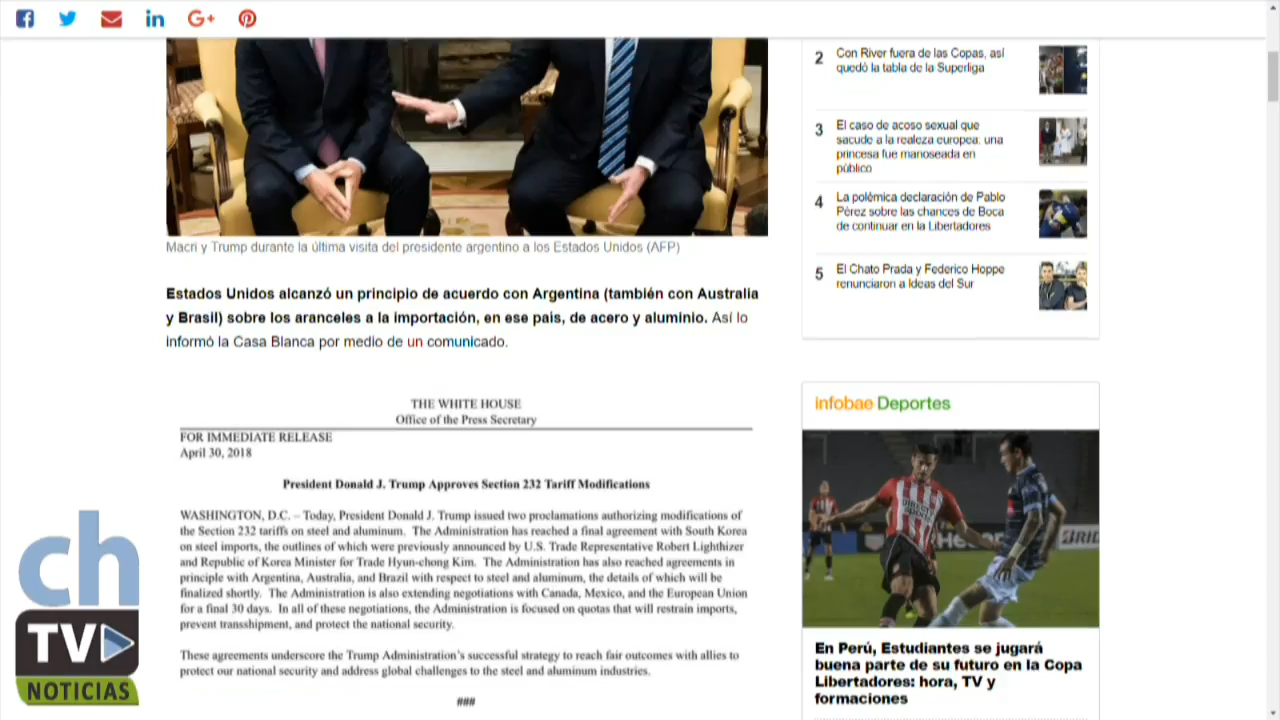 G+
2
Con River fuera de las Copas, así
quedó la tabla de la Superliga
3
El caso de acoso sexual que
sacude a la realeza europea: una
princesa fue manoseada en
público
4
La polémica declaración de Pablo
Pérez sobre las chances de Boca
de continuar en la Libertadores
5
El Chato Prada y Federico Hoppe
renunciaron a Ideas del Sur
Macri y Trump durante la última visita del presidente argentino a los Estados Unidos (AFP)
Estados Unidos alcanzó un principio de acuerdo con Argentina (también con Australia
y Brasil) sobre los aranceles a la importación, en ese país, de acero y aluminio. Así lo
informó la Casa Blanca por medio de un comunicado.
THE WHITE HOUSE
Office of the Press Secretary
FOR IMMEDIATE RELEASE
April 30, 2018
President Donald J. Trump Approves Section 232 Tariff Modifications
WASHINGTON, D.C. – Today, President Donald J. Trump issued two proclamations authorizing modifications of
the Section 232 tariffs on steel and aluminum. The Administration has reached a final agreement with South Korea
on steel imports, the outlines of which were previously announced by U.S. Trade Representative Robert Lighthizer
and Republic of Korea Minister for Trade Hyun-chong Kim. The Administration has also reached agreements in
principle with Argentina, Australia, and Brazil with respect to steel and aluminum, the details of which will be
finalized shortly. The Administration is also extending negotiations with Canada, Mexico, and the European Union
for a final 30 days. In all of these negotiations, the Administration is focused on quotas that will restrain imports,
prevent transshipment, and protect the national security.
These agreements underscore the Trump Administration's successful strategy to reach fair outcomes with allies to
protect our national security and address global challenges to the steel and aluminum industries.
###
infobae Deportes
En Perú, Estudiantes se jugará
buena parte de su futuro en la Copa
Libertadores: hora, TV y
formaciones
ch
TV
NOTICIAS